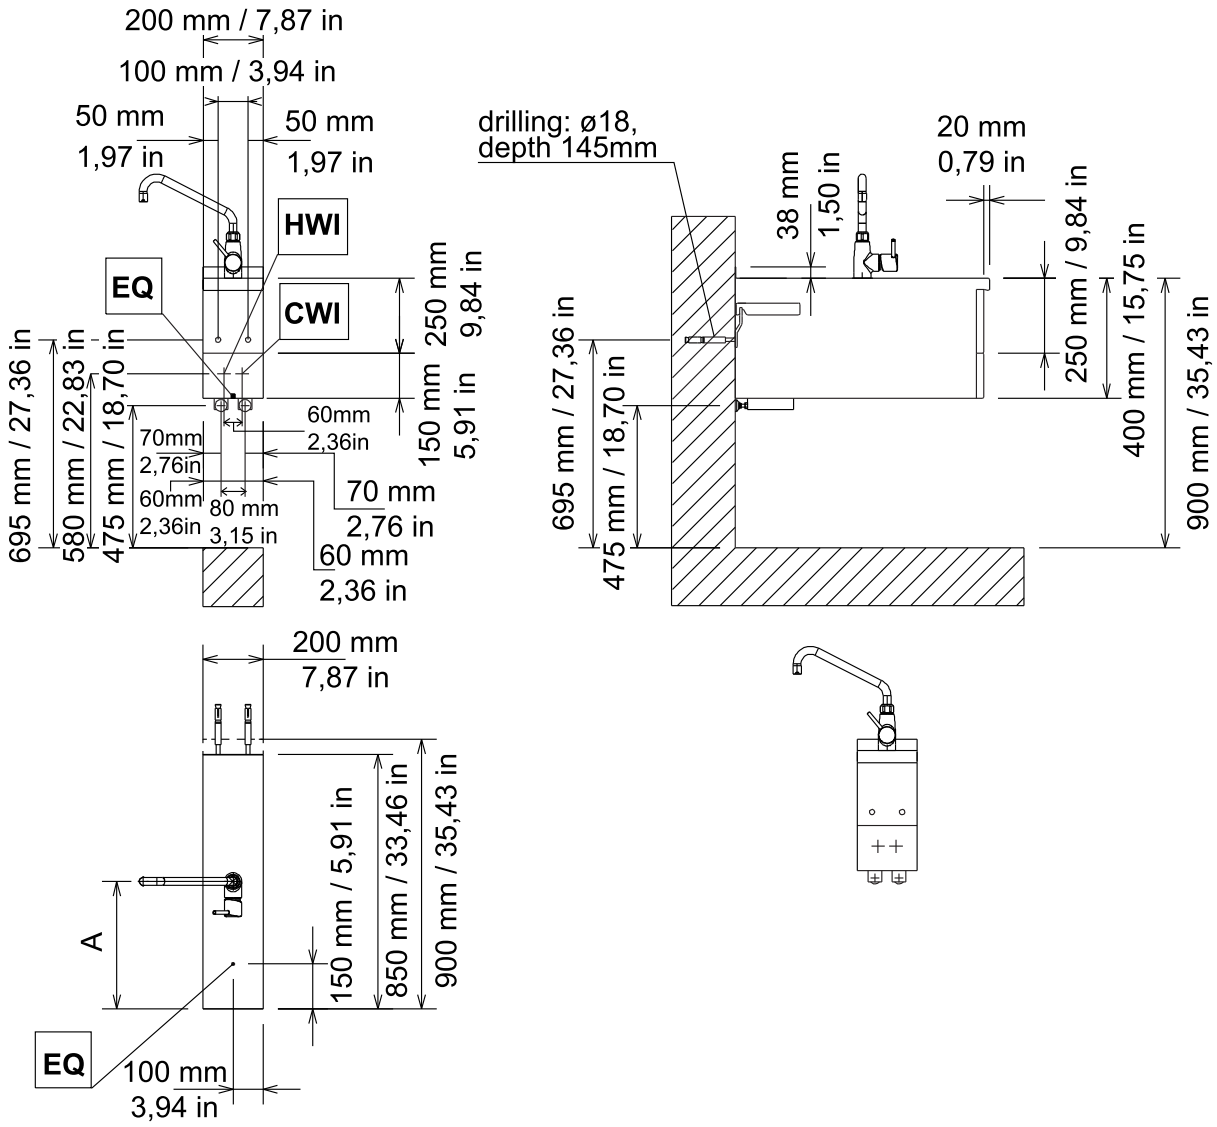 200 mm / 7,87 in
100 mm / 3,94 in
50 mm
1,97 in
50 mm
1,97 in
HWI
EQ
CWI
250 mm
9,84 in
150 mm
5,91 in
695 mm / 27,36 in
580 mm / 22,83 in
475 mm / 18,70 in
60mm
2,36in
70mm
2,76in
60mm
2,36in
80 mm
3,15 in
70 mm
2,76 in
60 mm
2,36 in
drilling: ø18,
depth 145mm
38 mm
1,50 in
20 mm
0,79 in
250 mm / 9,84 in
400 mm / 15,75 in
900 mm / 35,43 in
695 mm / 27,36 in
475 mm / 18,70 in
200 mm
7,87 in
150 mm / 5,91 in
850 mm / 33,46 in
900 mm / 35,43 in
A
EQ
100 mm
3,94 in